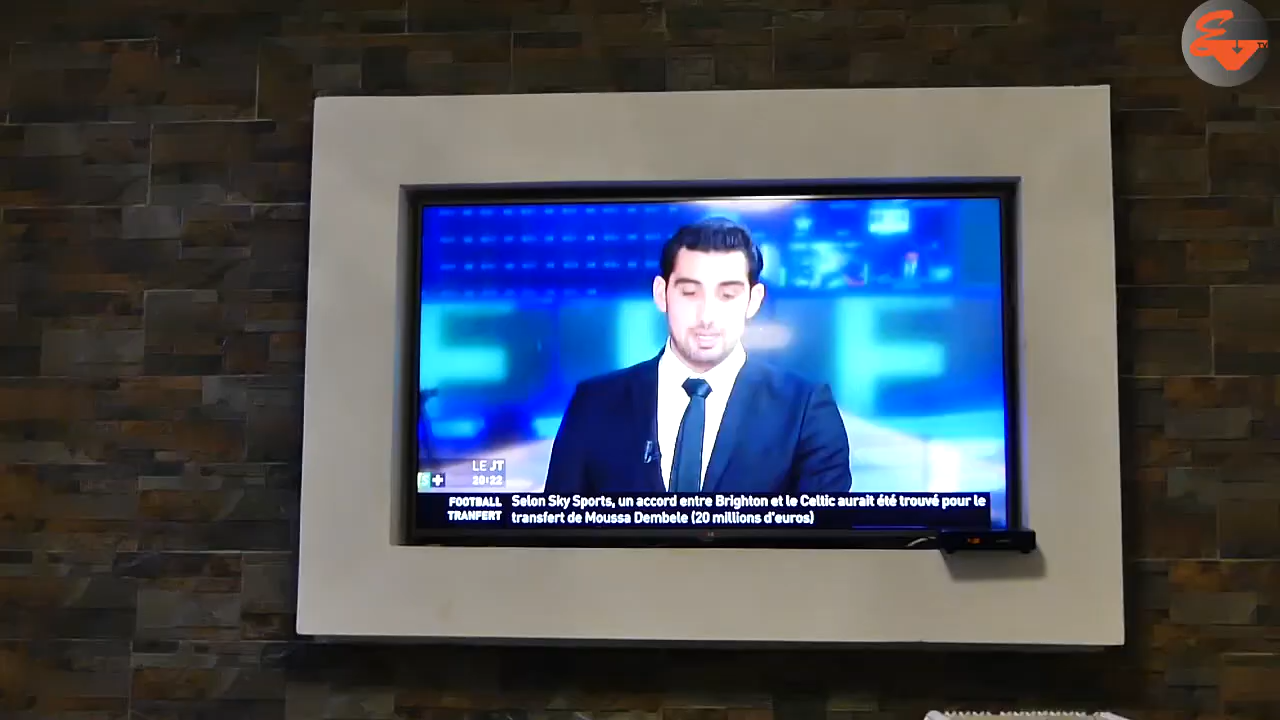 TV
LE JT
20:22
FOOTBALL
TRANFERT
Selon Sky Sports, un accord entre Brighton et le Celtic aurait été trouvé pour le
transfert de Moussa Dembele (20 millions d'euros)